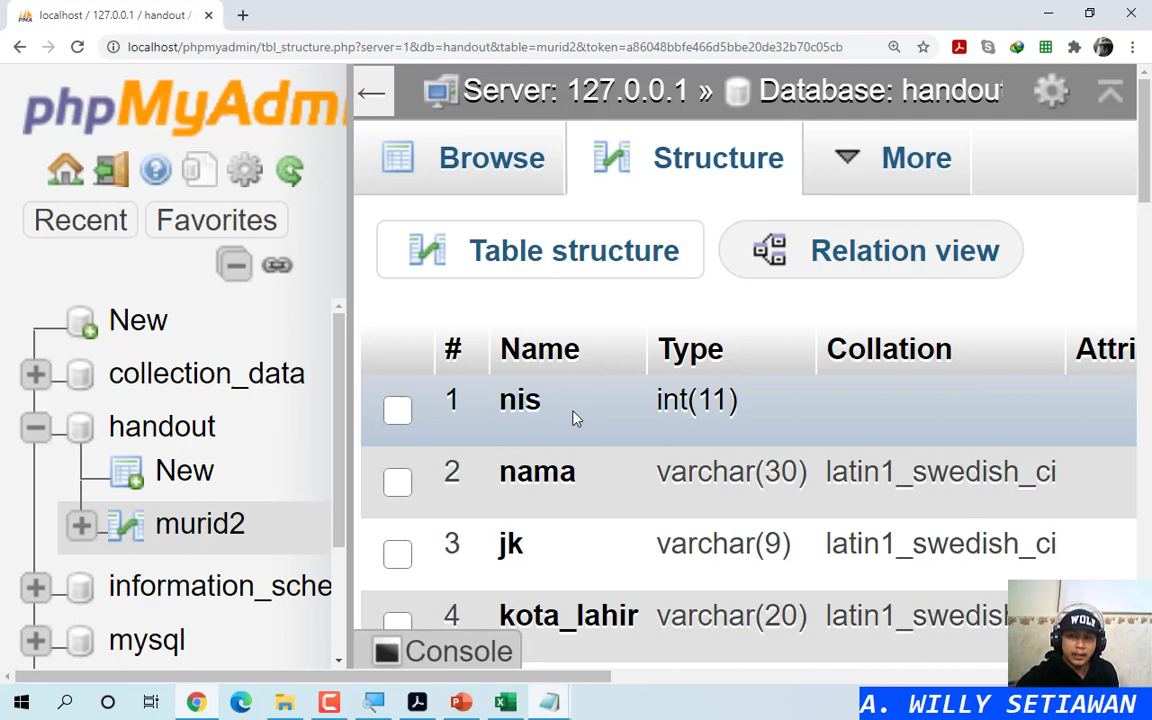 localhost / 127.0.0.1 / handout /
localhost/phpmyadmin/tbl_structure.php?server=1&db=handout&table=murid2&token=a86048bbfe466d5bbe20de32b70c05cb
phpMyAdmi
Recent
Favorites
New
collection_data
handout
New
murid2
information_sche
mysql
Server: 127.0.0.1 » Database: handout
Browse
Structure
More
Table structure
Relation view
# Name Type Collation Attri
1 nis int(11)
2 nama varchar(30) latin1_swedish_ci
3 jk varchar(9) latin1_swedish_ci
4 kota_lahir varchar(20) latin1_swedish
Console
WOLF
A. WILLY SETIAWAN